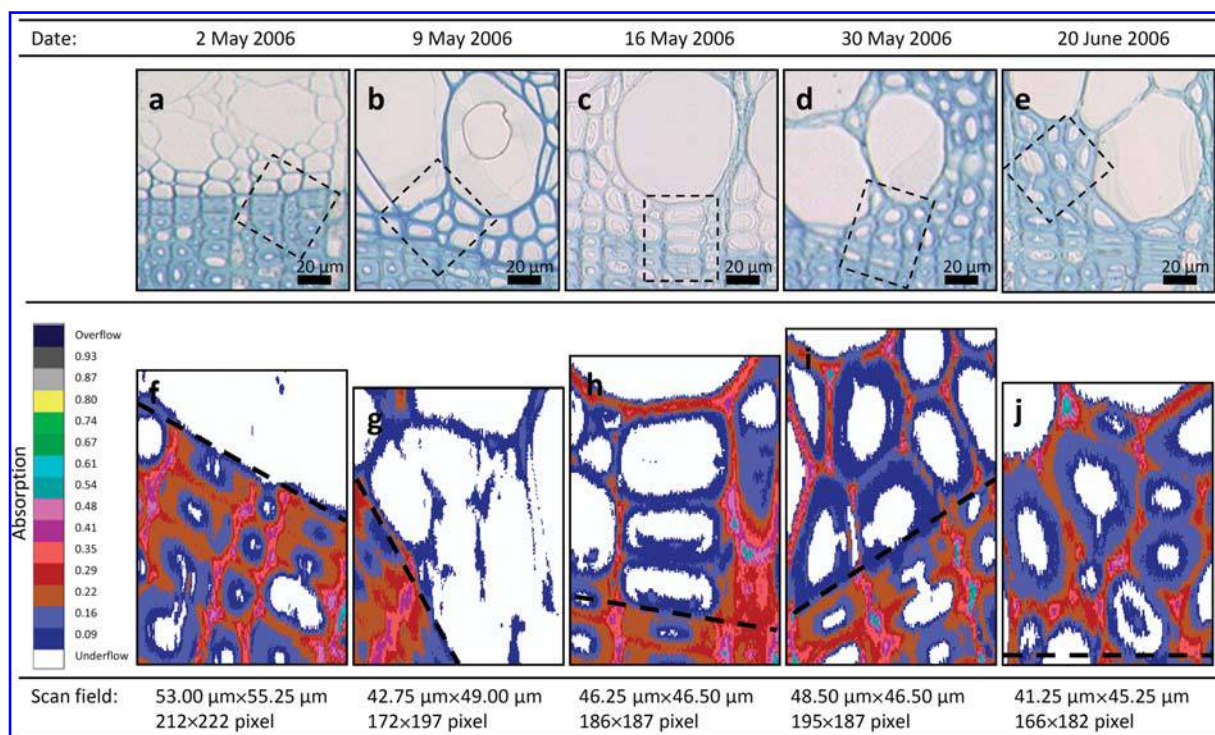 Date: 2 May 2006 9 May 2006 16 May 2006 30 May 2006 20 June 2006
a b c d e
20 µm 20 µm 20 µm 20 µm 20 µm
Absorption
Overflow
0.93
0.87
0.80
0.74
0.67
0.61
0.54
0.48
0.41
0.35
0.29
0.22
0.16
0.09
Underflow
f g h i j
Scan field: 53.00 µm×55.25 µm 42.75 µm×49.00 µm 46.25 µm×46.50 µm 48.50 µm×46.50 µm 41.25 µm×45.25 µm
212×222 pixel 172×197 pixel 186×187 pixel 195×187 pixel 166×182 pixel